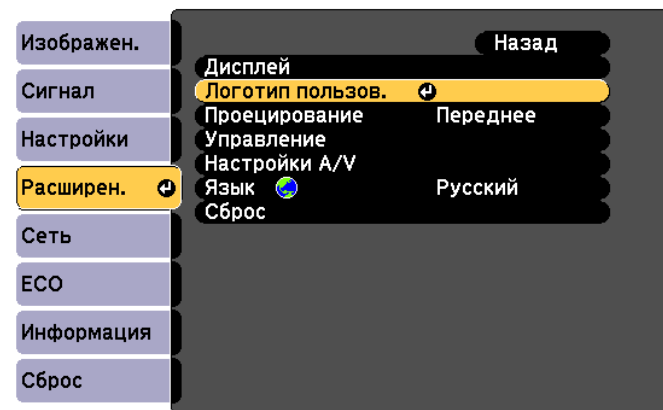 Изображен.
Сигнал
Настройки
Расширен.
Сеть
ECO
Информация
Сброс
Назад
Дисплей
Логотип пользов.
Проецирование Переднее
Управление
Настройки A/V
Язык Русский
Сброс